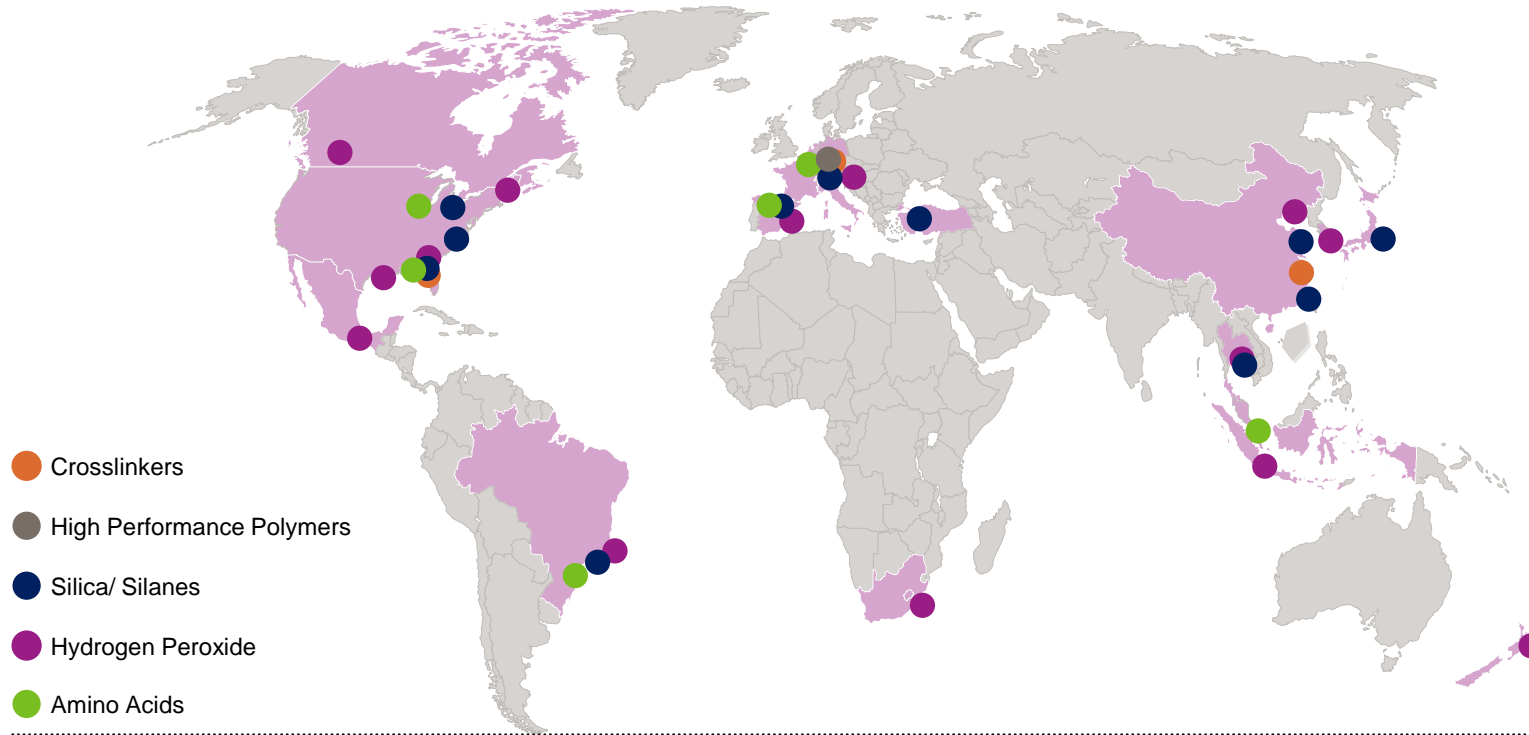 Crosslinkers
High Performance Polymers
Silica/ Silanes
Hydrogen Peroxide
Amino Acids